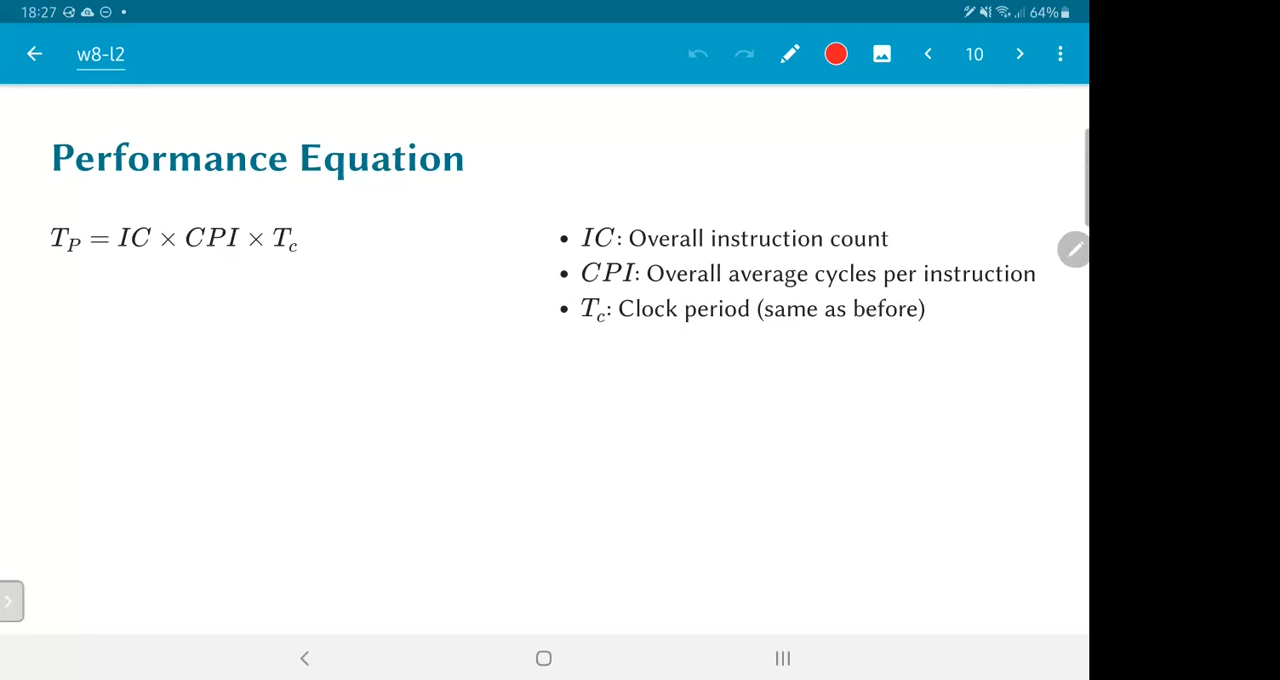 18:27
64%
w8-l2
10
Performance Equation
T_P = IC × CPI × T_c
• IC: Overall instruction count
• CPI: Overall average cycles per instruction
• T_c: Clock period (same as before)